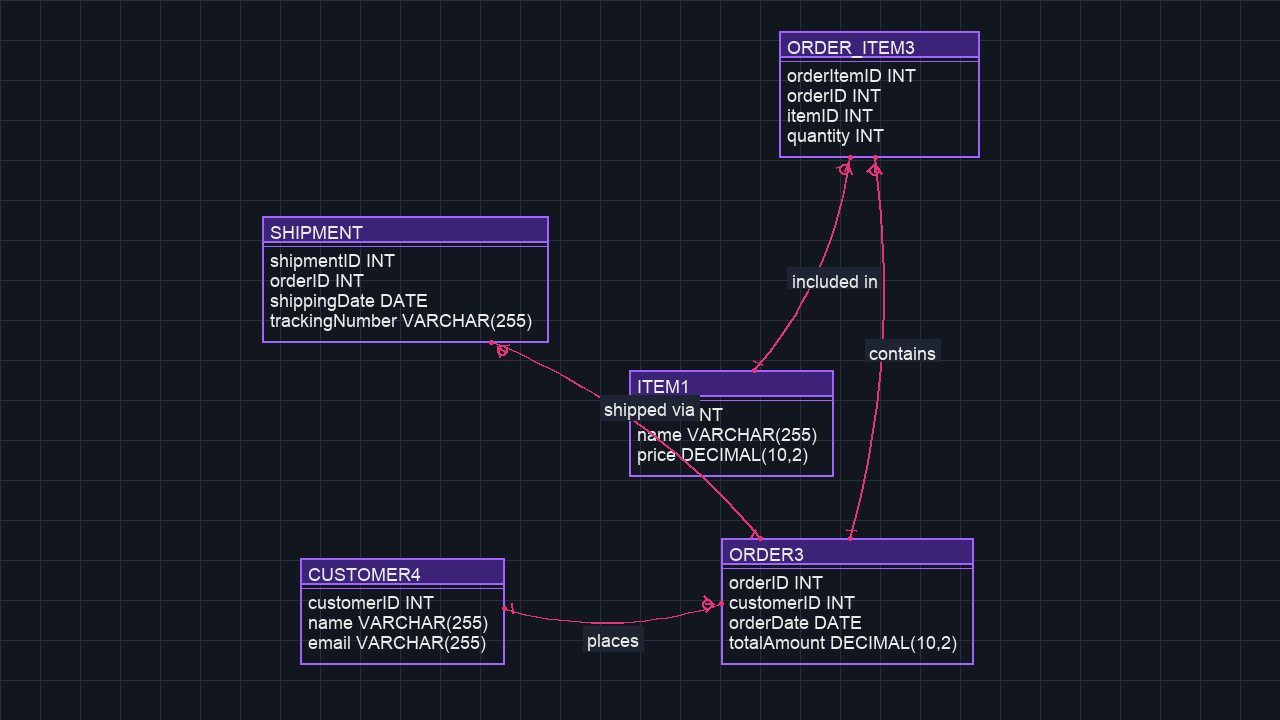 ORDER_ITEM3
orderItemID INT
orderID INT
itemID INT
quantity INT
SHIPMENT
shipmentID INT
orderID INT
shippingDate DATE
trackingNumber VARCHAR(255)
included in
contains
ITEM1
shipped via
name VARCHAR(255)
price DECIMAL(10,2)
ORDER3
orderID INT
customerID INT
orderDate DATE
totalAmount DECIMAL(10,2)
CUSTOMER4
customerID INT
name VARCHAR(255)
email VARCHAR(255)
places